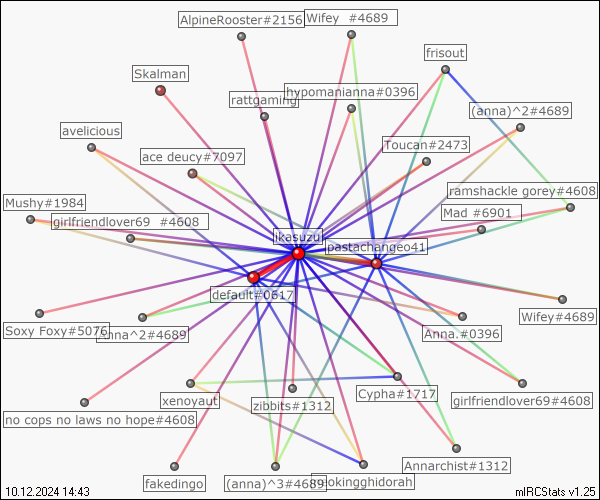 AlpineRooster#2156
Wifey #4689
frisout
Skalman
rattgaming
hypomanianna#0396
(anna)^2#4689
avelicious
ace deucy#7097
Toucan#2473
Mushy#1984
girlfriendlover69 #4608
ramshackle gorey#4608
Mad #6901
ikasuzu
pastachangeo41
default#0617
Soxy Foxy#5076
Anna^2#4689
Anna.#0396
Wifey#4689
no cops no laws no hope#4608
xenoyaut
zibbits#1312
Cypha#1717
girlfriendlover69#4608
fakedingo
(anna)^3#4689
okingghidorah
Annarchist#1312
10.12.2024 14:43
mIRCStats v1.25